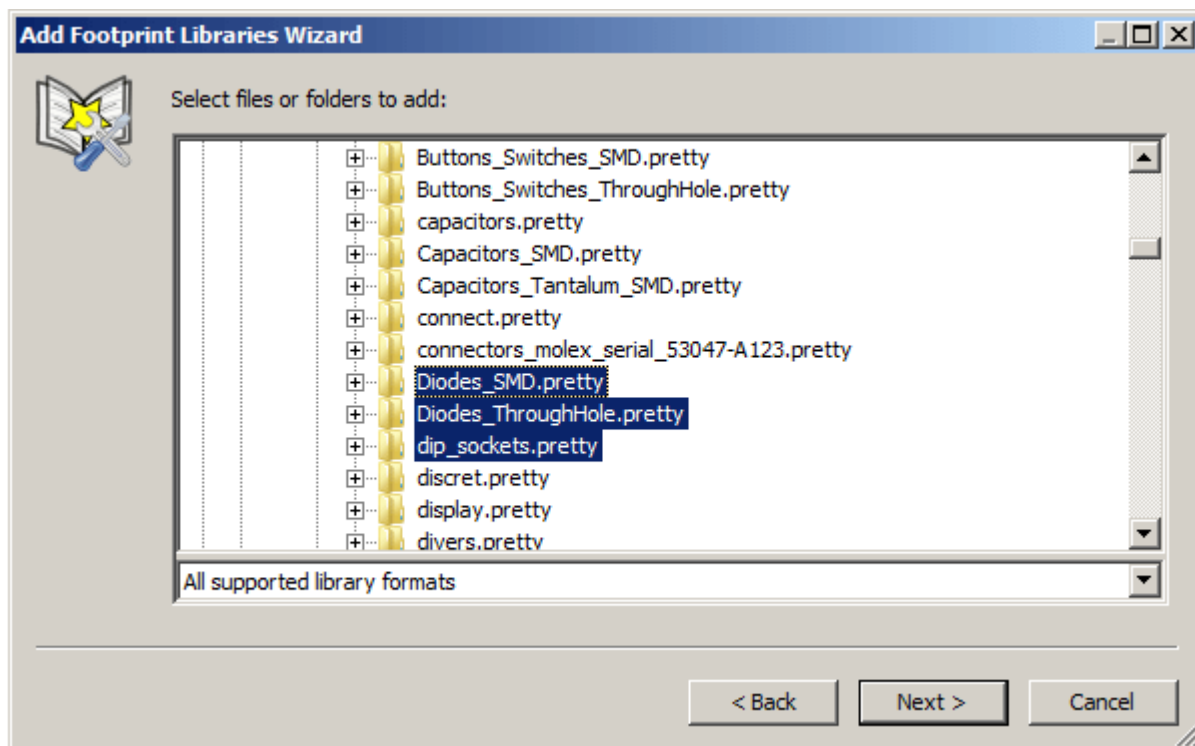 Add Footprint Libraries Wizard
Select files or folders to add:
Buttons_Switches_SMD.pretty
Buttons_Switches_ThroughHole.pretty
capacitors.pretty
Capacitors_SMD.pretty
Capacitors_Tantalum_SMD.pretty
connect.pretty
connectors_molex_serial_53047-A123.pretty
Diodes_SMD.pretty
Diodes_ThroughHole.pretty
dip_sockets.pretty
discret.pretty
display.pretty
divers.pretty
All supported library formats
< Back Next > Cancel